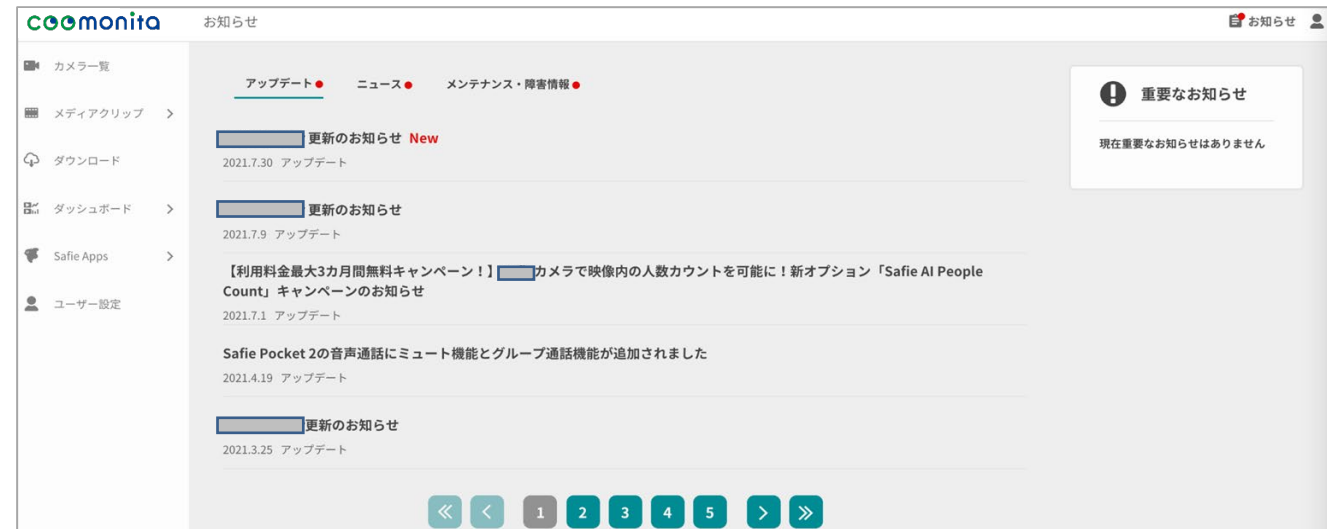 coomonita
お知らせ
お知らせ
カメラ一覧
メディアクリップ
ダウンロード
ダッシュボード
Safie Apps
ユーザー設定
アップデート
ニュース
メンテナンス・障害情報
更新のお知らせ New
2021.7.30 アップデート
更新のお知らせ
2021.7.9 アップデート
【利用料金最大3カ月間無料キャンペーン！】カメラで映像内の人数カウントを可能に！新オプション「Safie AI People
Count」キャンペーンのお知らせ
2021.7.1 アップデート
Safie Pocket 2の音声通話にミュート機能とグループ通話機能が追加されました
2021.4.19 アップデート
更新のお知らせ
2021.3.25 アップデート
1 2 3 4 5
重要なお知らせ
現在重要なお知らせはありません